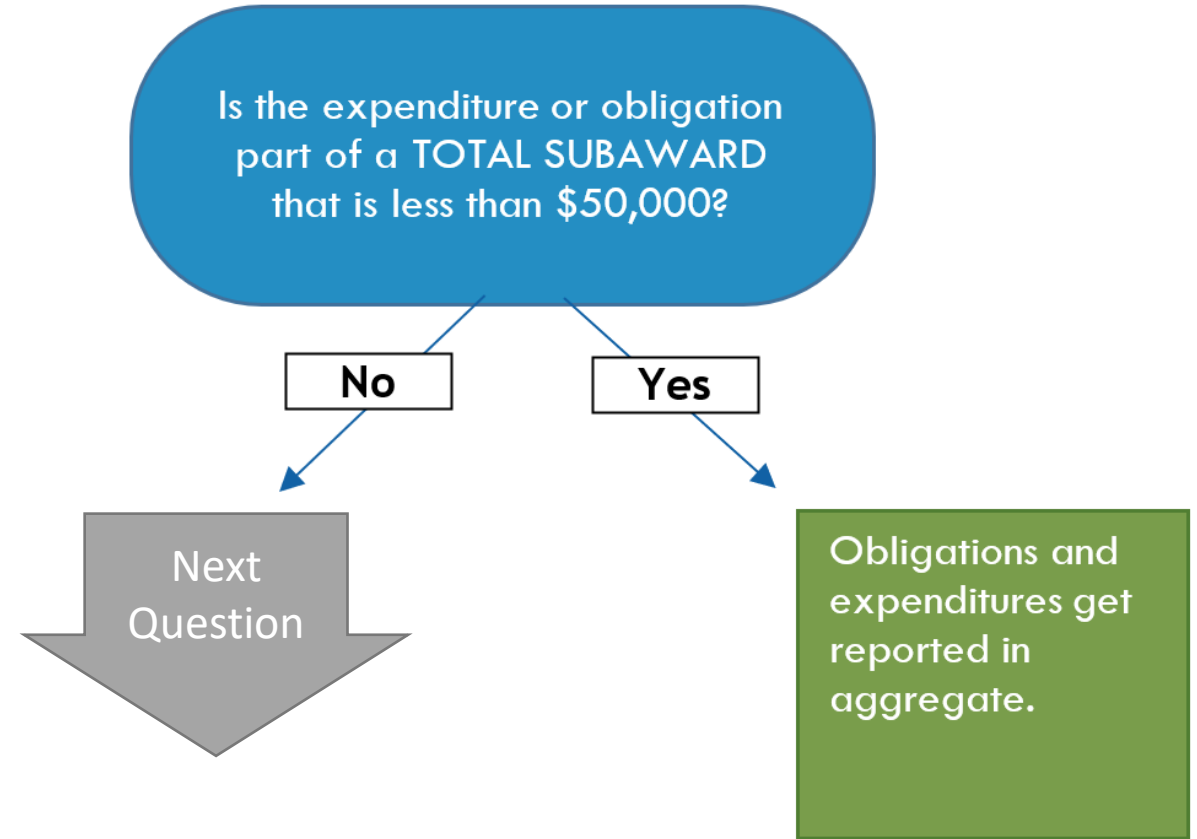 Is the expenditure or obligation
part of a TOTAL SUBAWARD
that is less than $50,000?
No
Yes
Next
Question
Obligations and
expenditures get
reported in
aggregate.